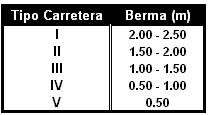 Tipo Carretera Berma (m)
I 2.00 - 2.50
II 1.50 - 2.00
III 1.00 - 1.50
IV 0.50 - 1.00
V 0.50